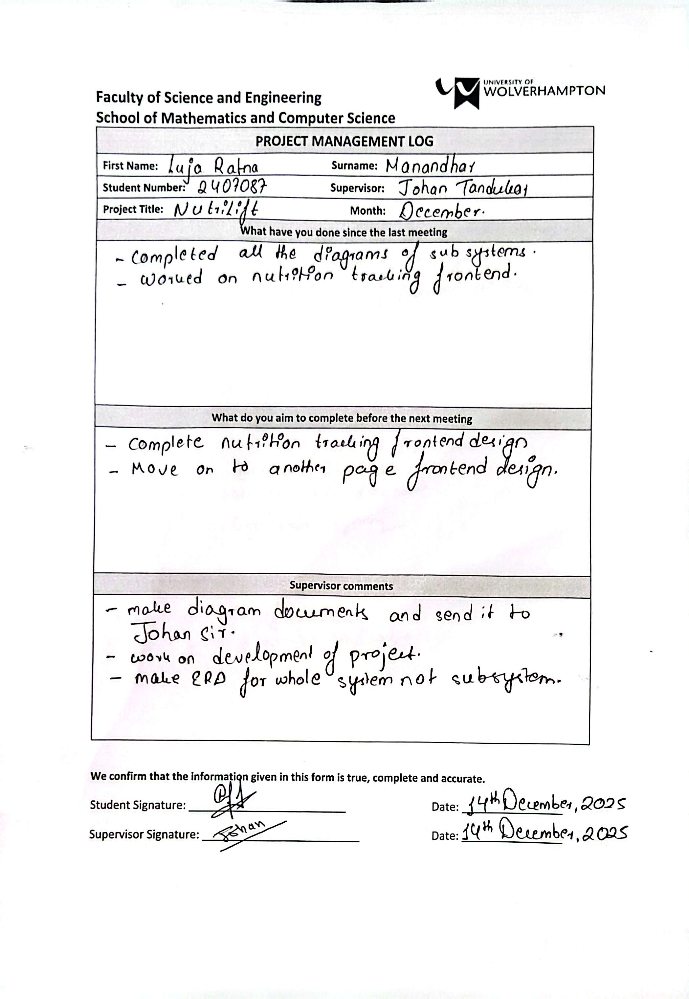 UNIVERSITY OF
WOLVERHAMPTON
Faculty of Science and Engineering
School of Mathematics and Computer Science
PROJECT MANAGEMENT LOG
First Name: Luja Ratna Surname: Manandhar
Student Number: 2407087 Supervisor: Johan Tandukar
Project Title: NutriLift Month: December.
What have you done since the last meeting
- Completed all the diagrams of sub systems.
- worked on nutrition tracking frontend.
What do you aim to complete before the next meeting
- Complete nutrition tracking frontend design
- Move on to another page frontend design.
Supervisor comments
- make diagram documents and send it to
Johan Sir.
- work on development of project.
- make ERD for whole system not subsystem.
We confirm that the information given in this form is true, complete and accurate.
Student Signature: Date: 14th December, 2025
Supervisor Signature: Johan Date: 14th December, 2025